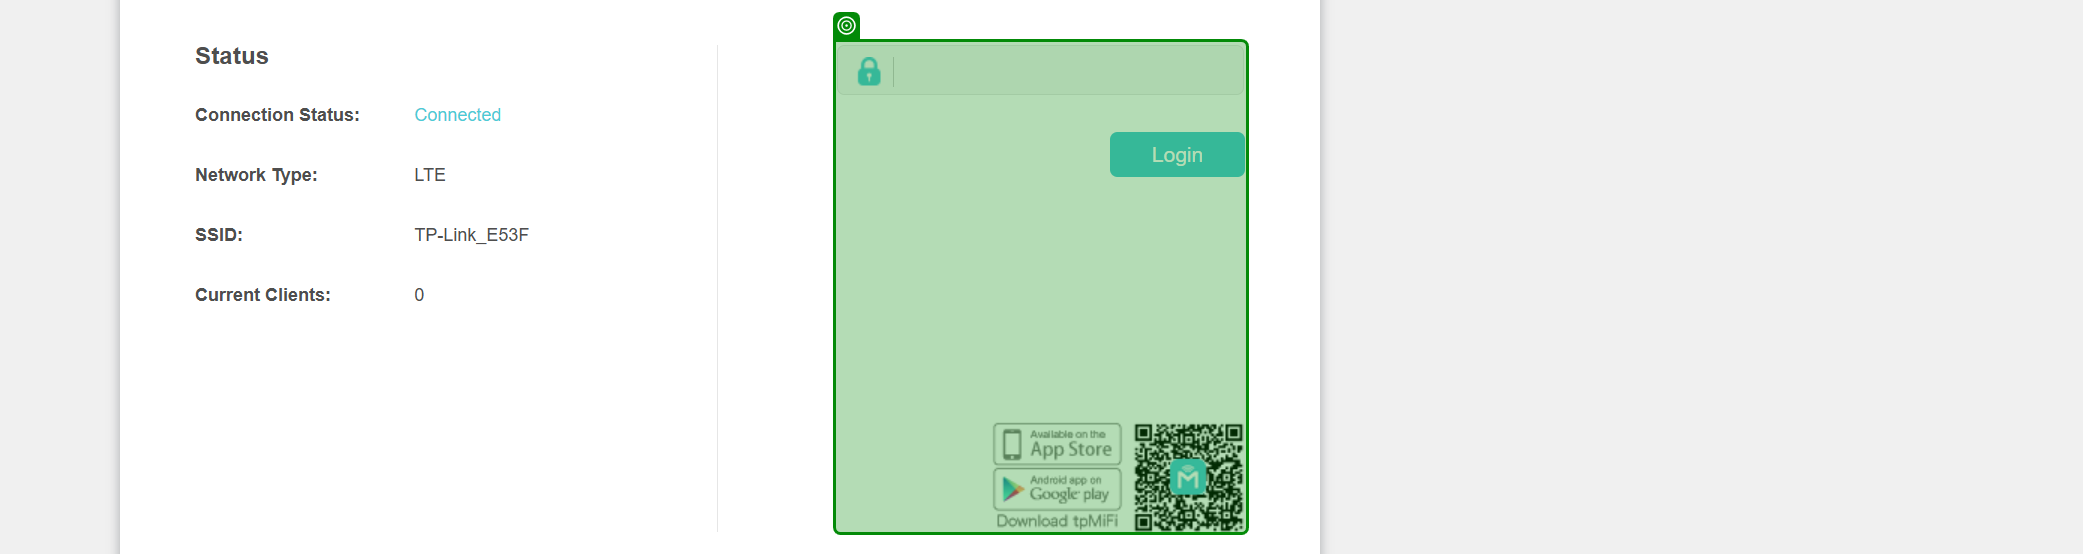 Status
Connection Status: Connected
Network Type: LTE
SSID: TP-Link_E53F
Current Clients: 0
Login
Available on the
App Store
Android app on
Google play
Download tpMiFi
M